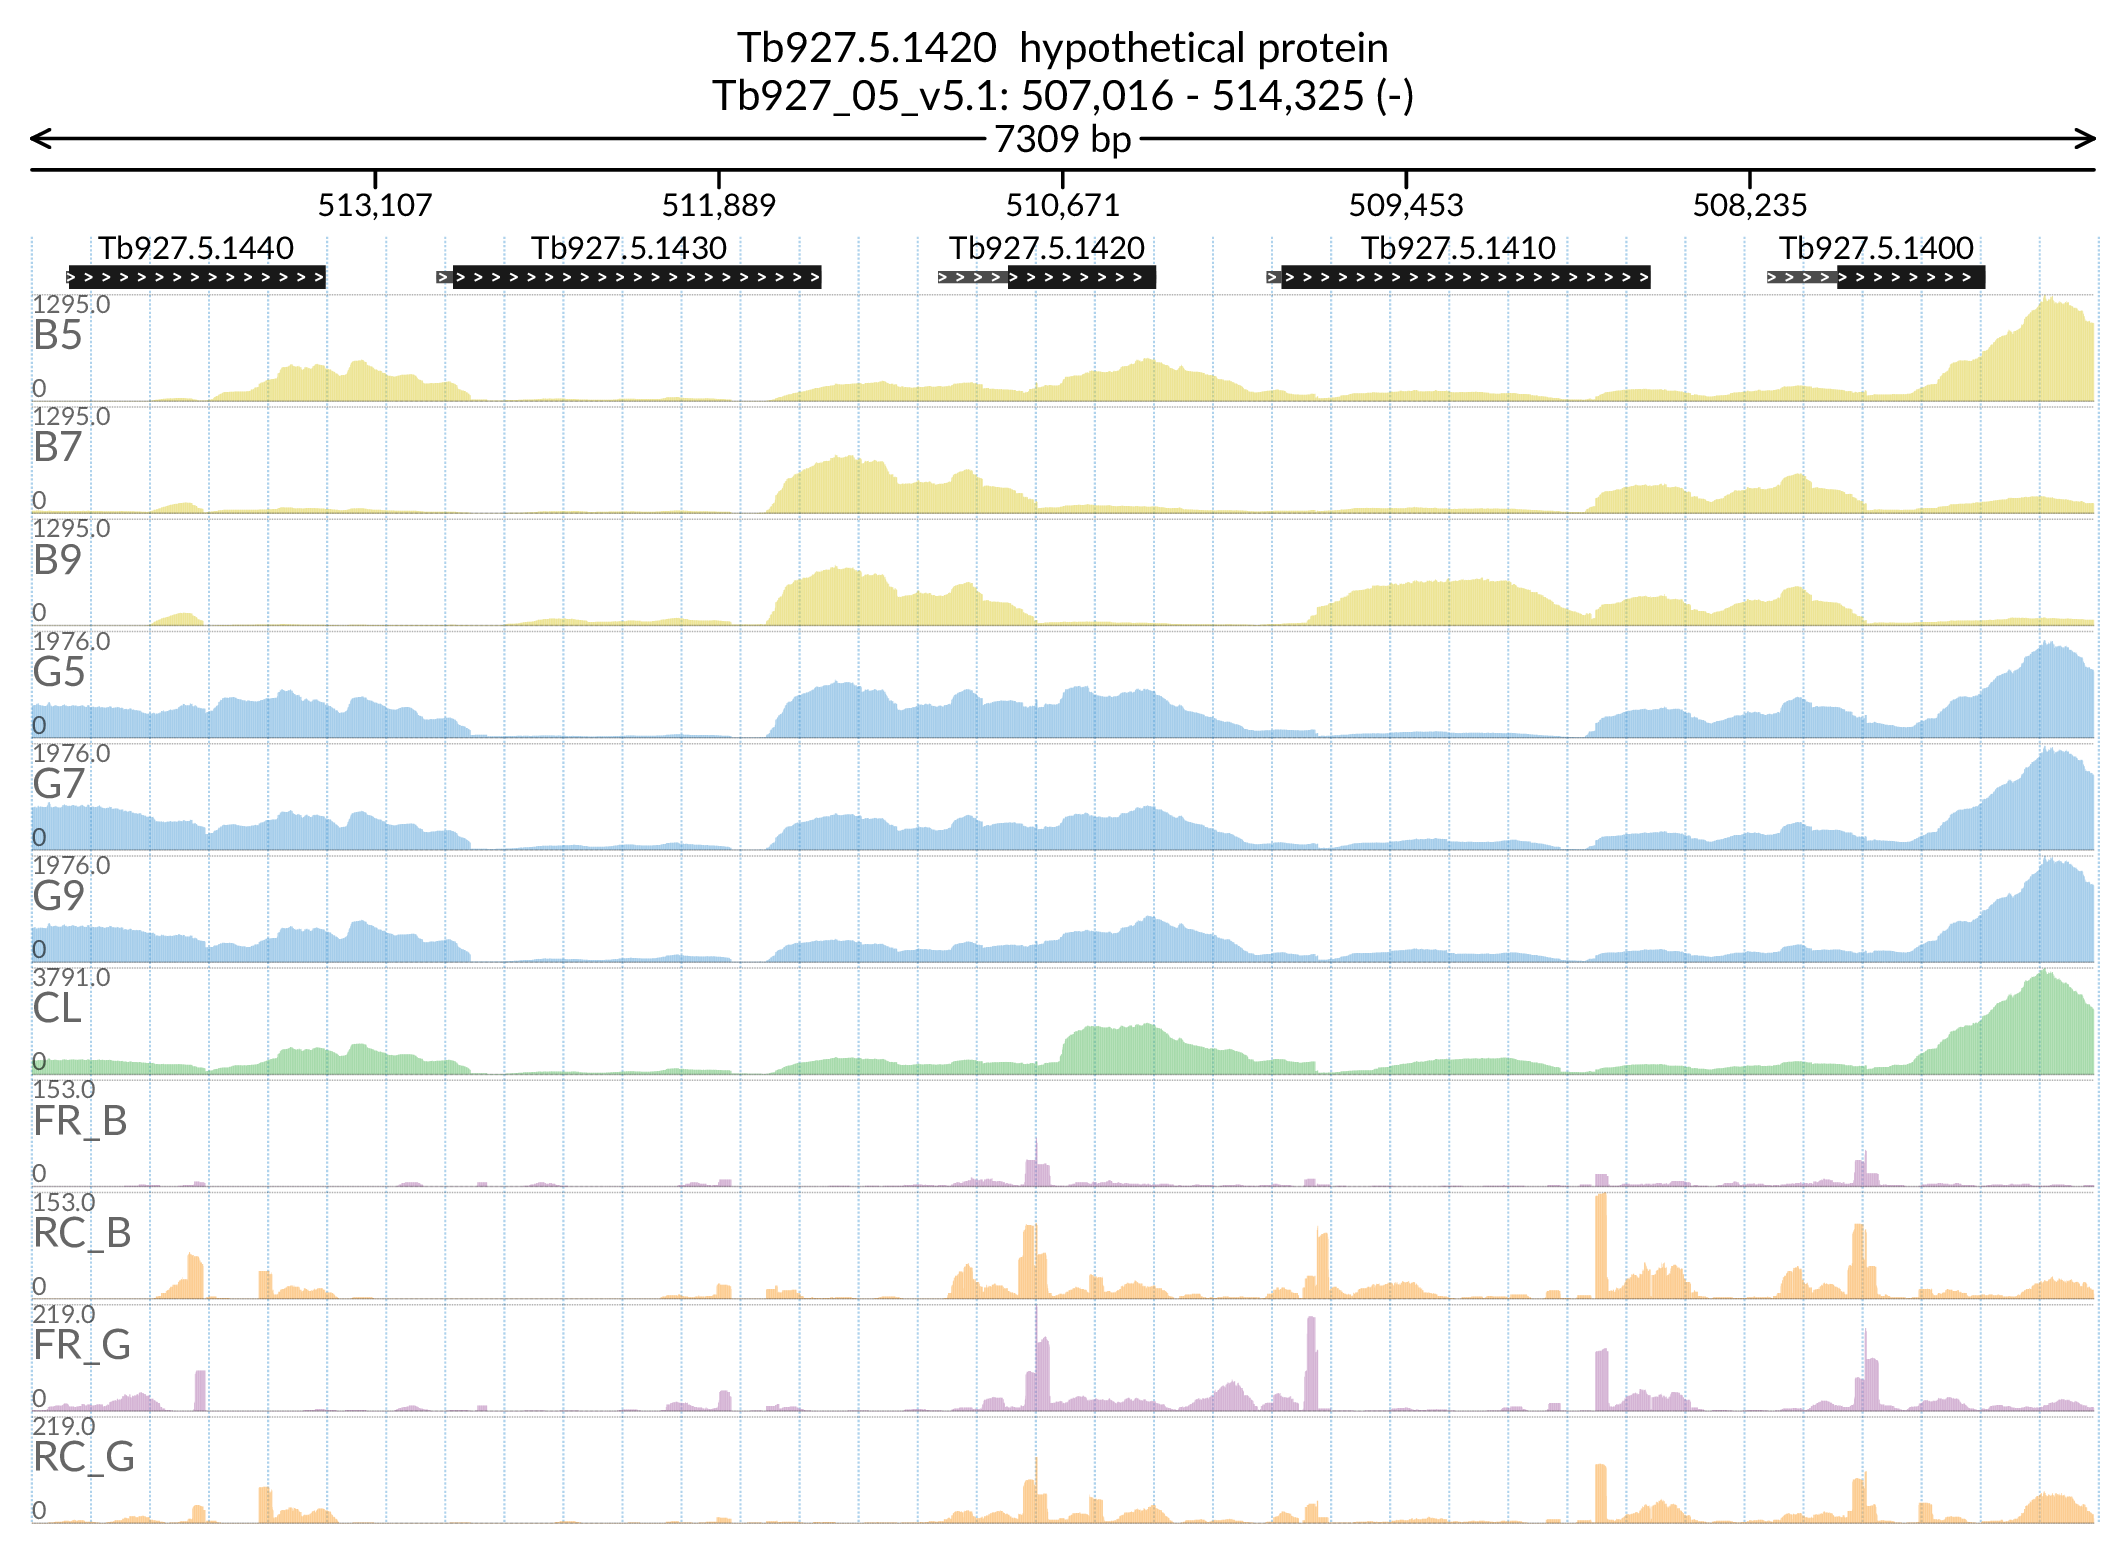 Tb927.5.1420 hypothetical protein
Tb927_05_v5.1: 507,016 - 514,325 (-)
7309 bp
513,107 511,889 510,671 509,453 508,235
Tb927.5.1440 Tb927.5.1430 Tb927.5.1420 Tb927.5.1410 Tb927.5.1400
1295.0
B5
0
1295.0
B7
0
1295.0
B9
0
1976.0
G5
0
1976.0
G7
0
1976.0
G9
0
3791.0
CL
0
153.0
FR_B
0
153.0
RC_B
0
219.0
FR_G
0
219.0
RC_G
0